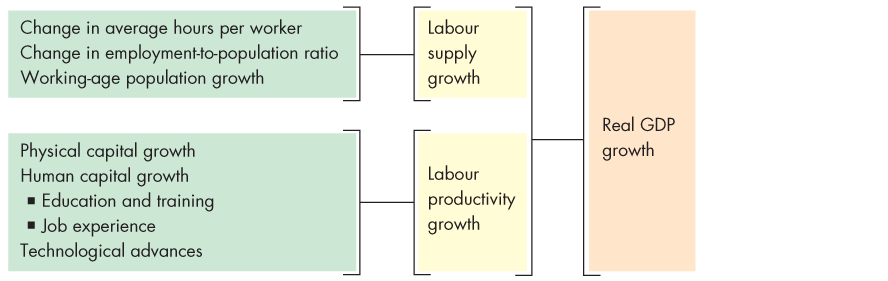 Change in average hours per worker
Change in employment-to-population ratio
Working-age population growth
Labour
supply
growth
Physical capital growth
Human capital growth
▪ Education and training
▪ Job experience
Technological advances
Labour
productivity
growth
Real GDP
growth